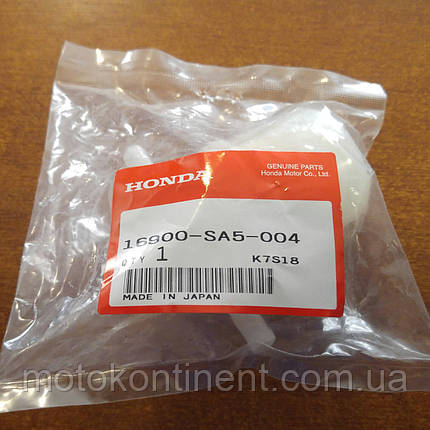 GENUINE PARTS
HONDA Honda Motor Co., Ltd.
16900-SA5-004
QTY 1 K7S18
MADE IN JAPAN
motokontinent.com.ua